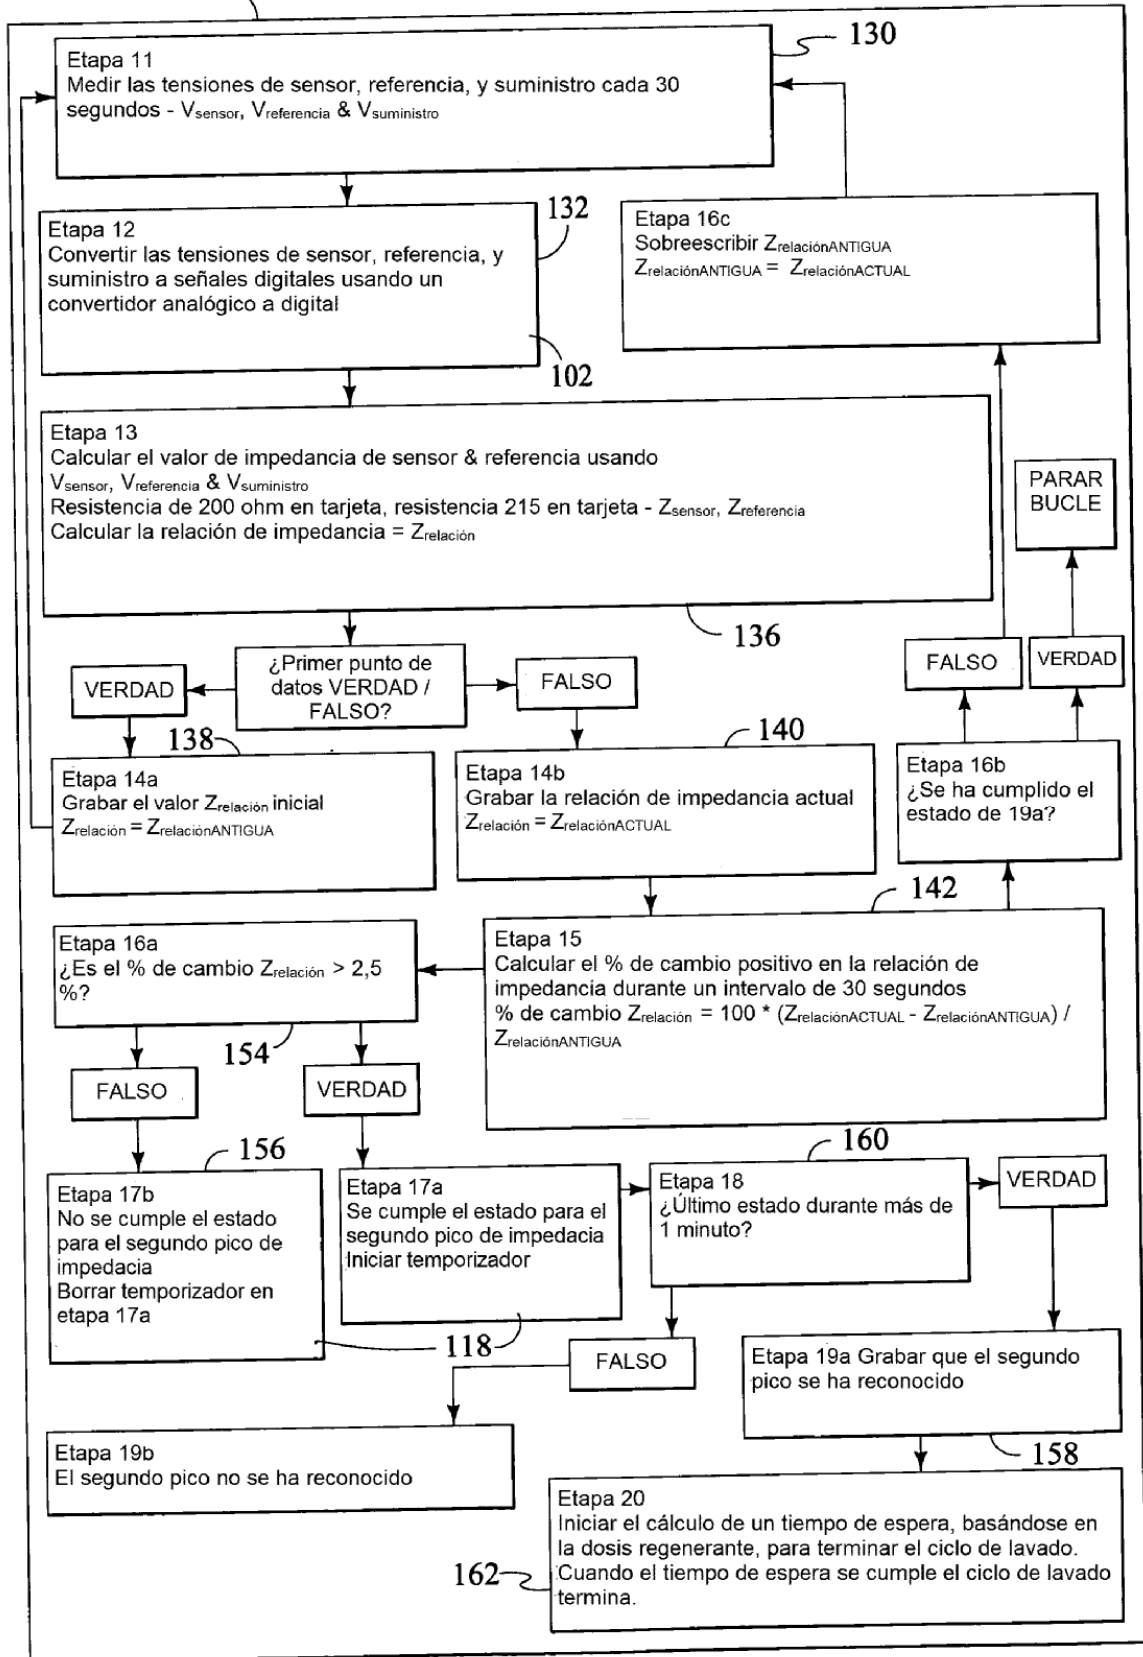 130
Etapa 11
Medir las tensiones de sensor, referencia, y suministro cada 30
segundos - Vsensor, Vreferencia & Vsuministro
132
Etapa 12
Convertir las tensiones de sensor, referencia, y
suministro a señales digitales usando un
convertidor analógico a digital
102
Etapa 16c
Sobreescribir ZrelaciónANTIGUA
ZrelaciónANTIGUA = ZrelaciónACTUAL
Etapa 13
Calcular el valor de impedancia de sensor & referencia usando
Vsensor, Vreferencia & Vsuministro
Resistencia de 200 ohm en tarjeta, resistencia 215 en tarjeta - Zsensor, Zreferencia
Calcular la relación de impedancia = Zrelación
136
PARAR
BUCLE
¿Primer punto de
datos VERDAD /
FALSO?
VERDAD
FALSO
FALSO
VERDAD
138
Etapa 14a
Grabar el valor Zrelación inicial
Zrelación = ZrelaciónANTIGUA
140
Etapa 14b
Grabar la relación de impedancia actual
Zrelación = ZrelaciónACTUAL
Etapa 16b
¿Se ha cumplido el
estado de 19a?
142
Etapa 15
Calcular el % de cambio positivo en la relación de
impedancia durante un intervalo de 30 segundos
% de cambio Zrelación = 100 * (ZrelaciónACTUAL - ZrelaciónANTIGUA) /
ZrelaciónANTIGUA
Etapa 16a
¿Es el % de cambio Zrelación > 2,5
%?
154
FALSO
VERDAD
156
Etapa 17b
No se cumple el estado
para el segundo pico de
impedacia
Borrar temporizador en
etapa 17a
Etapa 17a
Se cumple el estado para el
segundo pico de impedacia
Iniciar temporizador
118
160
Etapa 18
¿Último estado durante más de
1 minuto?
VERDAD
FALSO
Etapa 19a Grabar que el segundo
pico se ha reconocido
158
Etapa 19b
El segundo pico no se ha reconocido
Etapa 20
Iniciar el cálculo de un tiempo de espera, basándose en
la dosis regenerante, para terminar el ciclo de lavado.
Cuando el tiempo de espera se cumple el ciclo de lavado
termina.
162